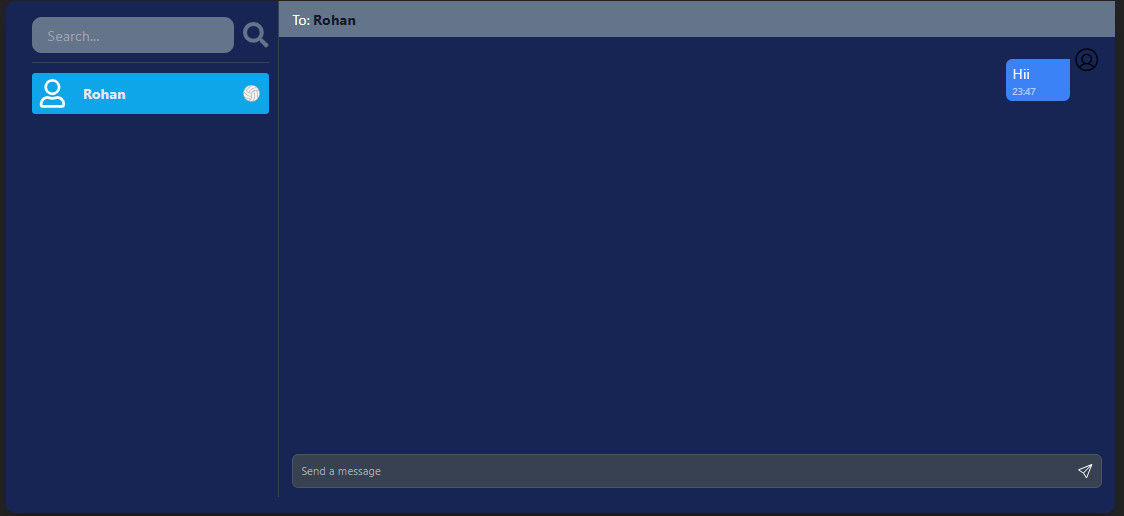 Search...
Rohan
To: Rohan
Hii
23:47
Send a message